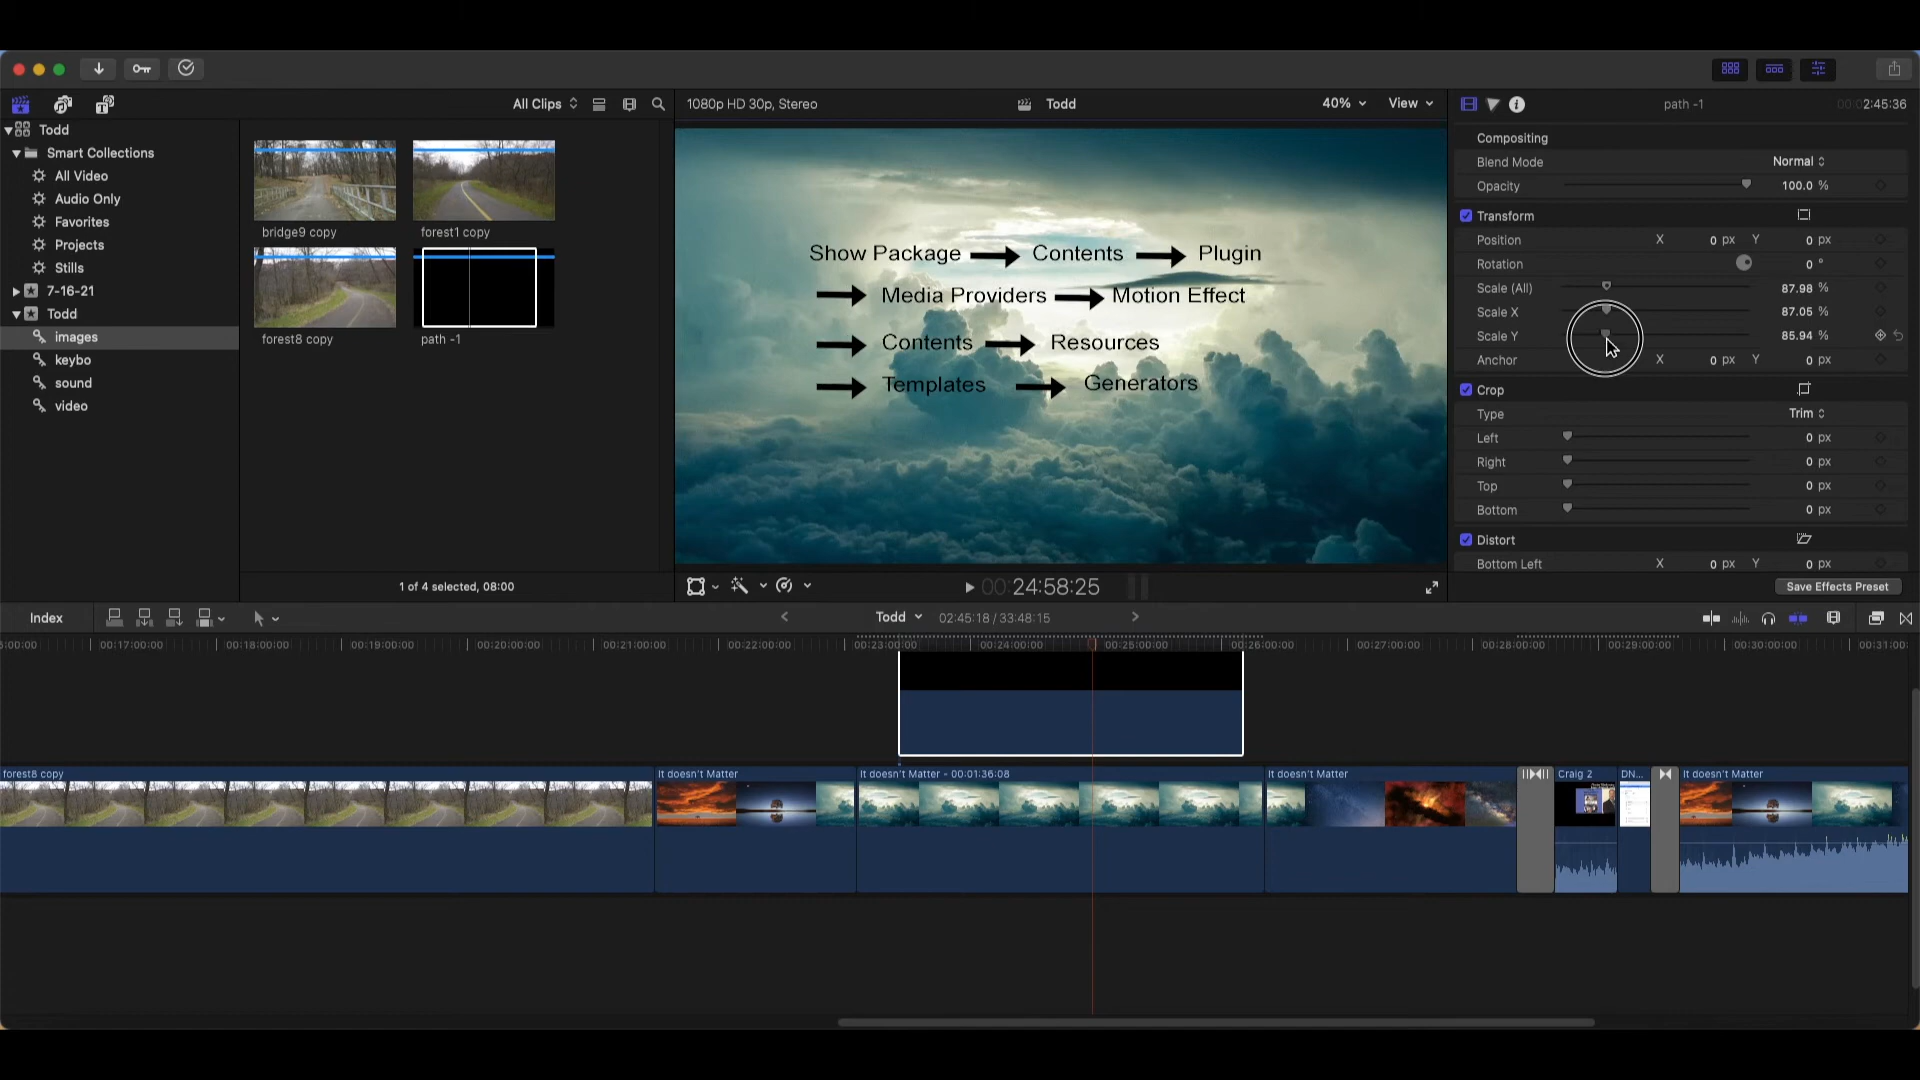 All Clips
1080p HD 30p, Stereo
Todd
40%
View
path -1
2:45:36
Todd
Smart Collections
All Video
Audio Only
Favorites
Projects
Stills
7-16-21
Todd
images
keybo
sound
video
bridge9 copy
forest1 copy
forest8 copy
path -1
1 of 4 selected, 08:00
Show Package Contents Plugin
Media Providers Motion Effect
Contents Resources
Templates Generators
00:24:58:25
Compositing
Blend Mode Normal
Opacity 100.0 %
Transform
Position X 0 px Y 0 px
Rotation 0 °
Scale (All) 87.98 %
Scale X 87.05 %
Scale Y 85.94 %
Anchor X 0 px Y 0 px
Crop
Type Trim
Left 0 px
Right 0 px
Top 0 px
Bottom 0 px
Distort
Bottom Left X 0 px Y 0 px
Save Effects Preset
Index
Todd
02:45:18 / 33:48:15
00:17:00:00 00:18:00:00 00:19:00:00 00:20:00:00 00:21:00:00 00:22:00:00 00:23:00:00 00:24:00:00 00:25:00:00 00:26:00:00 00:27:00:00 00:28:00:00 00:29:00:00 00:30:00:00 00:31:00:
forest8 copy It doesn't Matter It doesn't Matter - 00:01:36:08 It doesn't Matter Craig 2 DN... It doesn't Matter